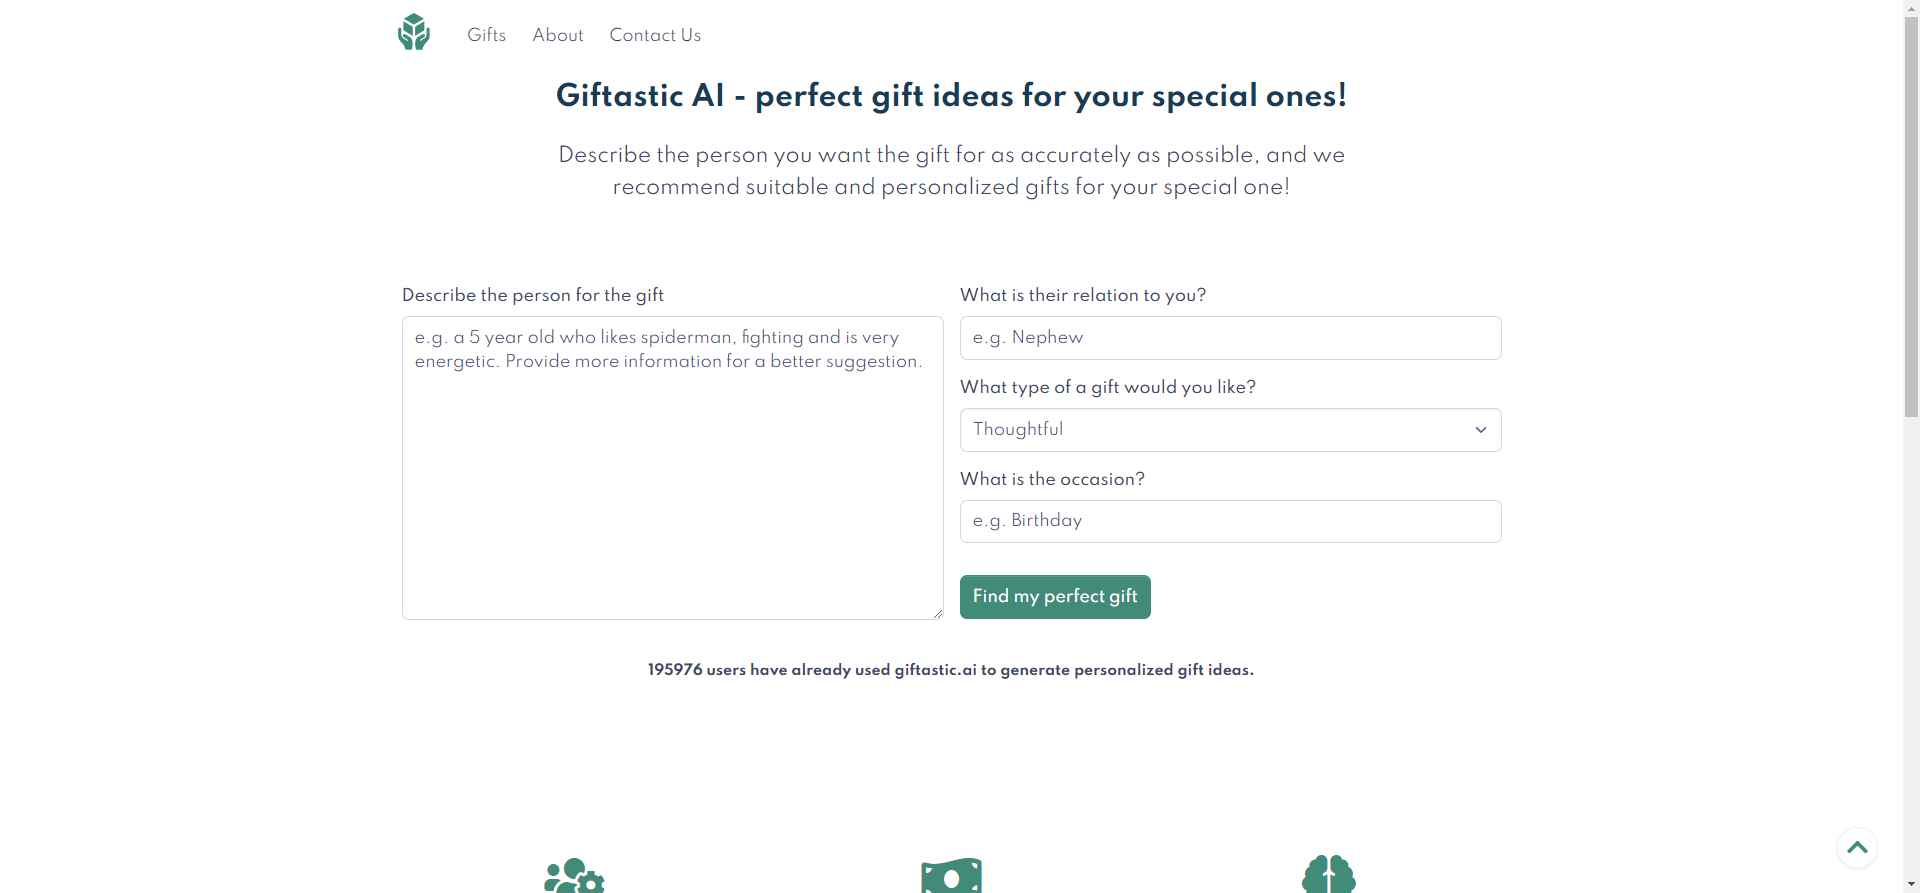 Gifts About Contact Us
Giftastic AI - perfect gift ideas for your special ones!
Describe the person you want the gift for as accurately as possible, and we
recommend suitable and personalized gifts for your special one!
Describe the person for the gift
e.g. a 5 year old who likes spiderman, fighting and is very
energetic. Provide more information for a better suggestion.
What is their relation to you?
e.g. Nephew
What type of a gift would you like?
Thoughtful
What is the occasion?
e.g. Birthday
Find my perfect gift
195976 users have already used giftastic.ai to generate personalized gift ideas.